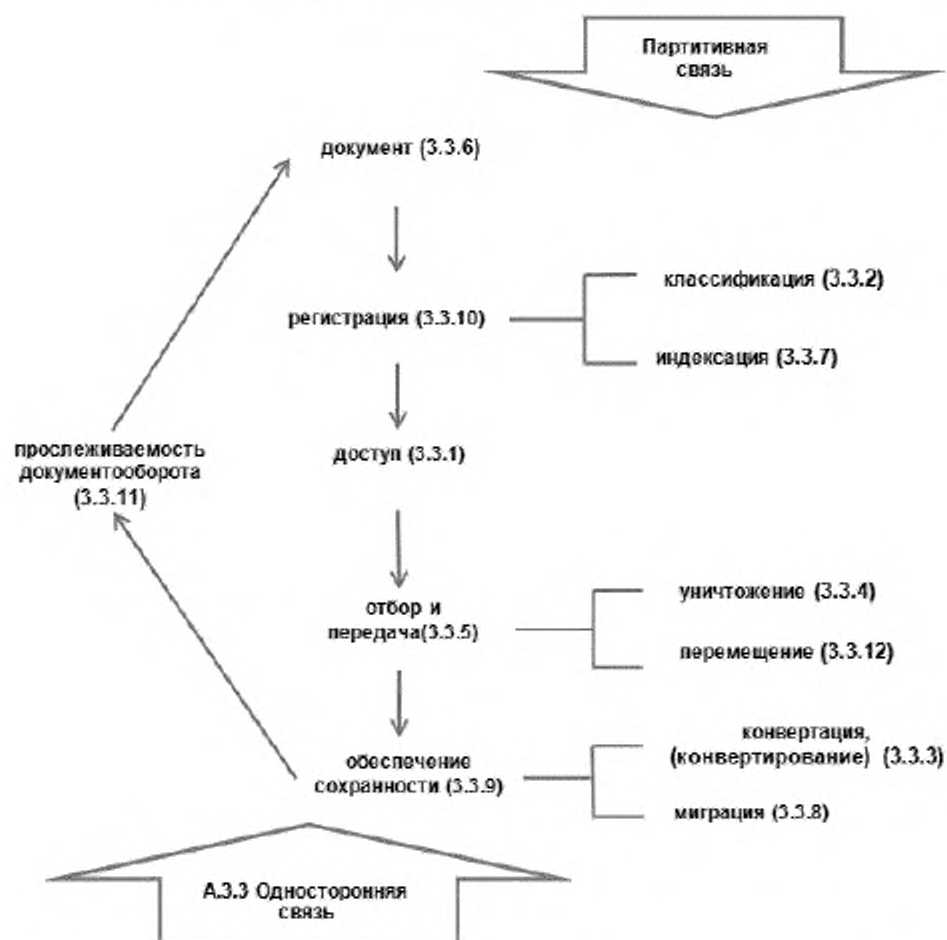 Партитивная
связь
документ (3.3.6)
классификация (3.3.2)
регистрация (3.3.10)
индексация (3.3.7)
прослеживаемость
документооборота
(3.3.11)
доступ (3.3.1)
отбор и
передача(3.3.5)
уничтожение (3.3.4)
перемещение (3.3.12)
обеспечение
сохранности (3.3.9)
конвертация,
(конвертирование) (3.3.3)
миграция (3.3.8)
А.3.3 Односторонняя
связь